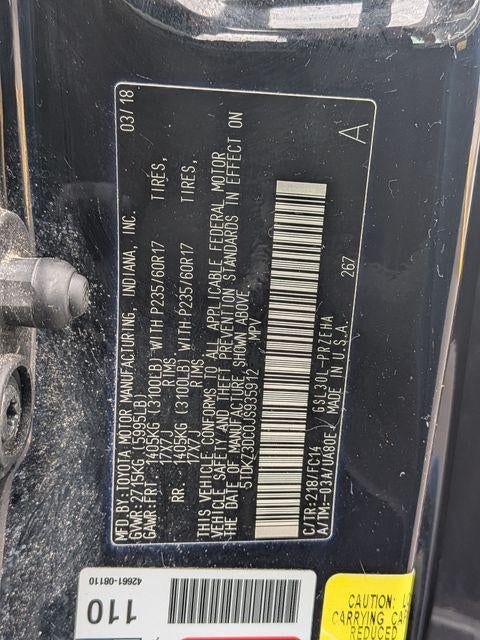 MFD.BY:TOYOTA MOTOR MANUFACTURING, INDIANA, INC. 03/18
GVWR:2715KG (5995LB)
GAWR:FRT 1405KG (3100LB) WITH P235/60R17 TIRES,
17X7J RIMS
RR. 1405KG (3100LB) WITH P235/60R17 TIRES,
17X7J RIMS
THIS VEHICLE CONFORMS TO ALL APPLICABLE FEDERAL MOTOR
VEHICLE SAFETY AND THEFT PREVENTION STANDARDS IN EFFECT ON
THE DATE OF MANUFACTURE SHOWN ABOVE.
5TDKZ3DC0JS935912 MPV
C/TR:218/FC14 GSL30L-PRZEHA
A/TM:-03A/UA80E MADE IN U.S.A. 267
A
42661-08110
110
CAUTION: L
CARRYING CA
REDUCED